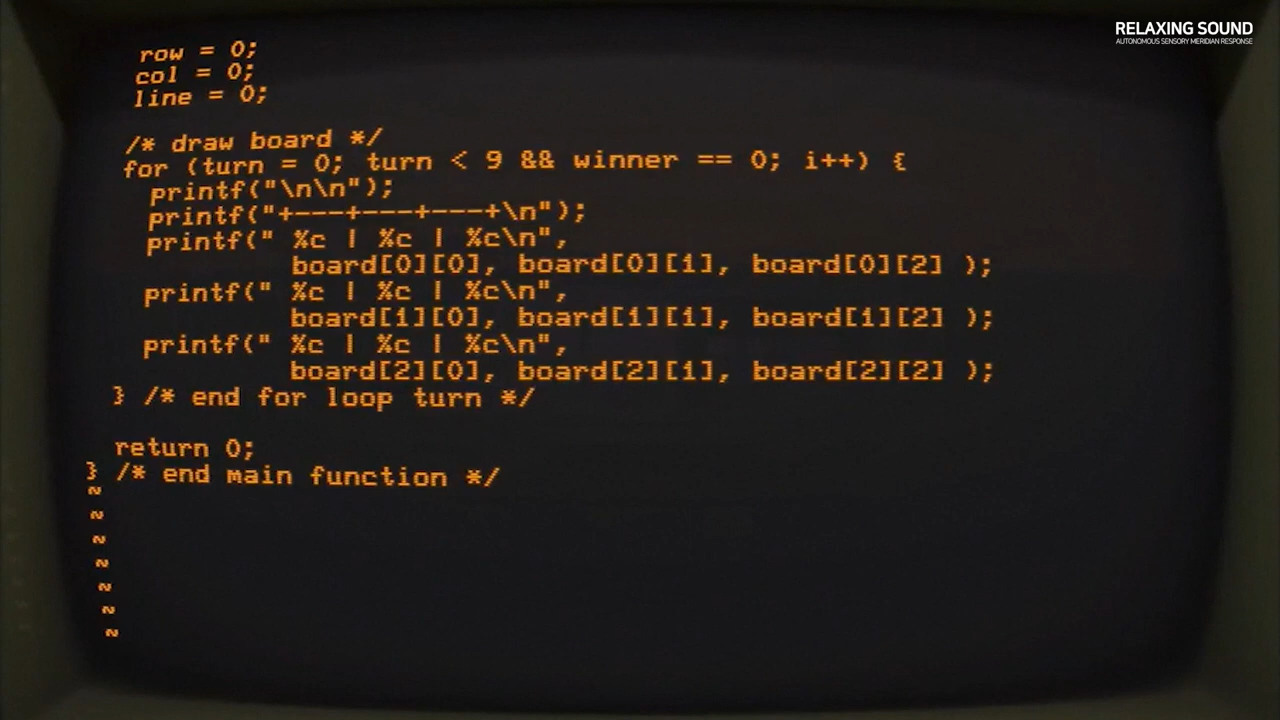 RELAXING SOUND
AUTONOMOUS SENSORY MERIDIAN RESPONSE
row = 0;
col = 0;
line = 0;
/* draw board */
for (turn = 0; turn < 9 && winner == 0; i++) {
printf("\n\n");
printf("+---+---+---+\n");
printf(" %c | %c | %c\n",
board[0][0], board[0][1], board[0][2] );
printf(" %c | %c | %c\n",
board[1][0], board[1][1], board[1][2] );
printf(" %c | %c | %c\n",
board[2][0], board[2][1], board[2][2] );
} /* end for loop turn */
return 0;
} /* end main function */
~
~
~
~
~
~
~